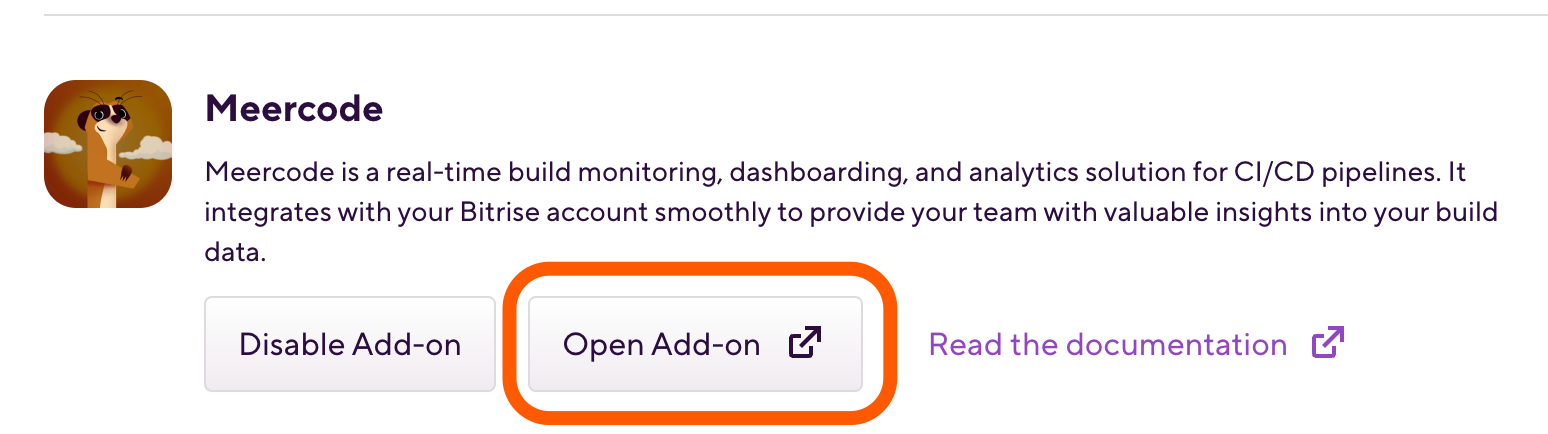 Meercode
Meercode is a real-time build monitoring, dashboarding, and analytics solution for CI/CD pipelines. It
integrates with your Bitrise account smoothly to provide your team with valuable insights into your build
data.
Disable Add-on Open Add-on Read the documentation